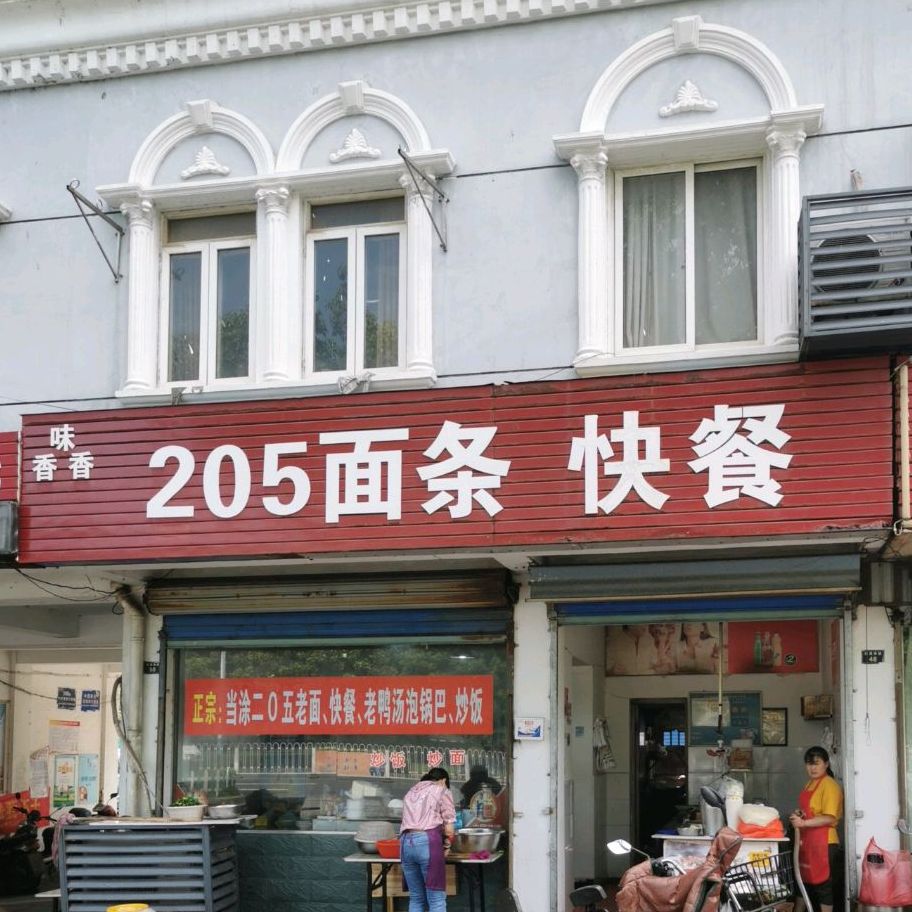 味
香香
205面条 快餐
正宗:当涂二0五老面、快餐、老鸭汤泡锅巴、炒饭
炒饭 炒面
48